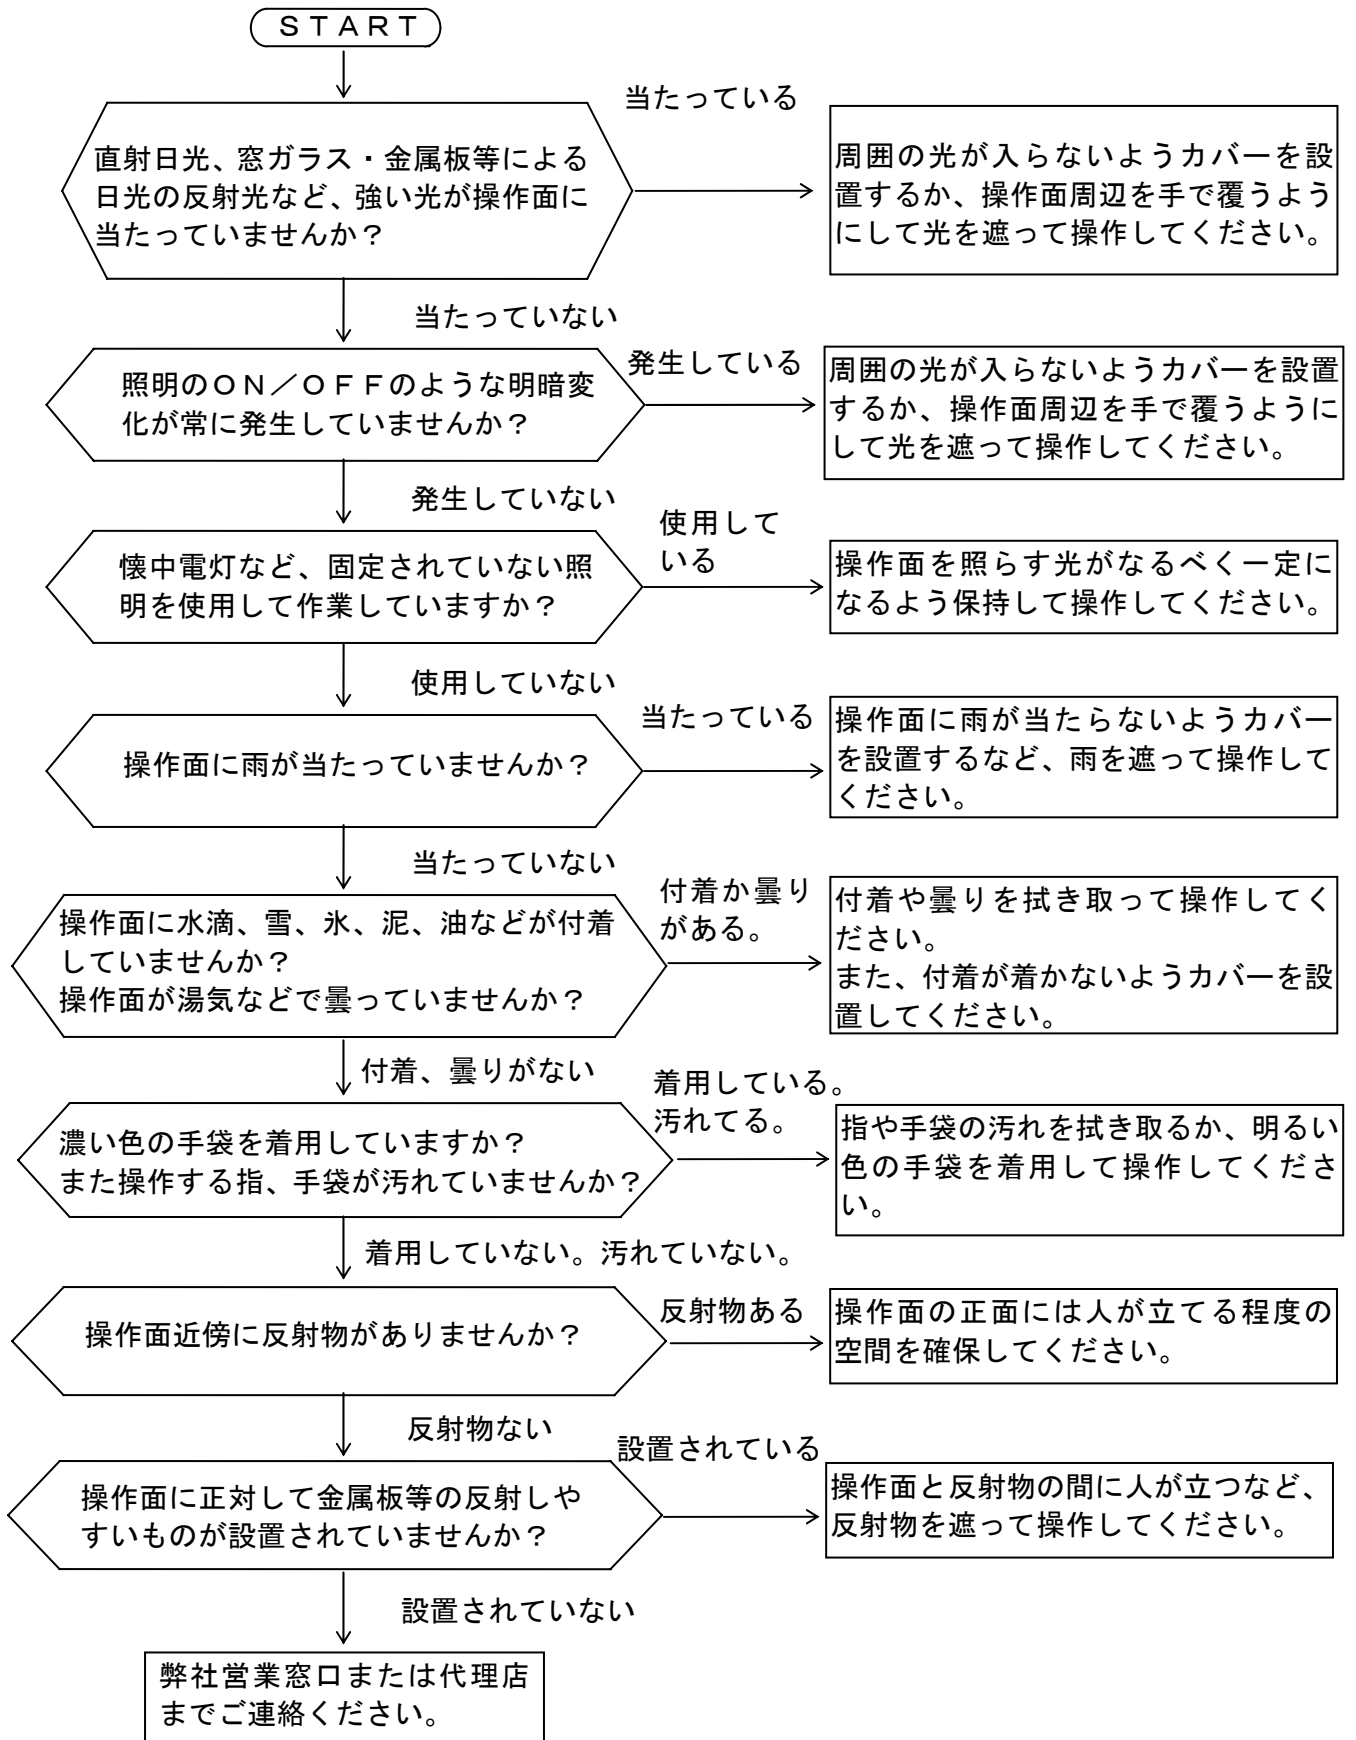 ＳＴＡＲＴ
当たっている
直射日光、窓ガラス・金属板等による
日光の反射光など、強い光が操作面に
当たっていませんか？
周囲の光が入らないようカバーを設
置するか、操作面周辺を手で覆うよう
にして光を遮って操作してください。
当たっていない
発生している
照明のＯＮ／ＯＦＦのような明暗変
化が常に発生していませんか？
周囲の光が入らないようカバーを設置
するか、操作面周辺を手で覆うように
して光を遮って操作してください。
発生していない
使用して
いる
懐中電灯など、固定されていない照
明を使用して作業していますか？
操作面を照らす光がなるべく一定に
なるよう保持して操作してください。
使用していない
当たっている
操作面に雨が当たっていませんか？
操作面に雨が当たらないようカバー
を設置するなど、雨を遮って操作して
ください。
当たっていない
付着か曇り
がある。
操作面に水滴、雪、氷、泥、油などが付着
していませんか？
操作面が湯気などで曇っていませんか？
付着や曇りを拭き取って操作してく
ださい。
また、付着が着かないようカバーを設
置してください。
付着、曇りがない
着用している。
汚れてる。
濃い色の手袋を着用していますか？
また操作する指、手袋が汚れていませんか？
指や手袋の汚れを拭き取るか、明るい
色の手袋を着用して操作してくださ
い。
着用していない。汚れていない。
反射物ある
操作面近傍に反射物がありませんか？
操作面の正面には人が立てる程度の
空間を確保してください。
反射物ない
設置されている
操作面に正対して金属板等の反射しや
すいものが設置されていませんか？
操作面と反射物の間に人が立つなど、
反射物を遮って操作してください。
設置されていない
弊社営業窓口または代理店
までご連絡ください。